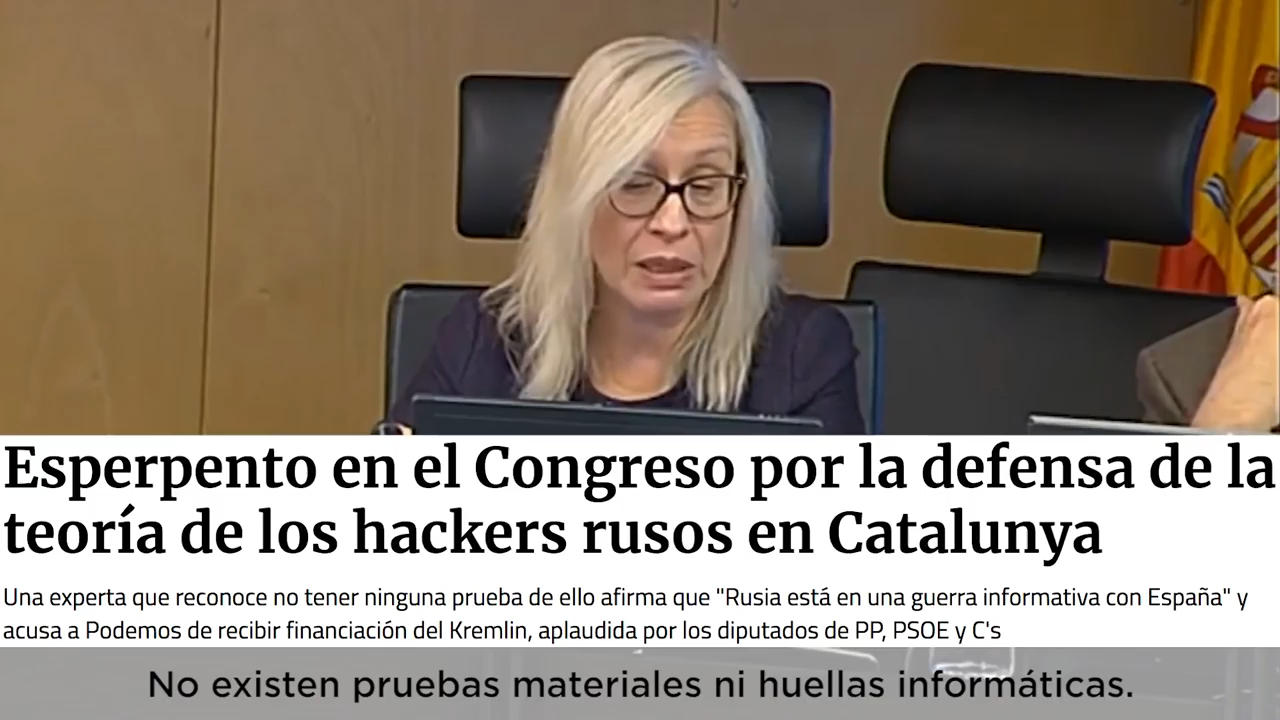 Esperpento en el Congreso por la defensa de la
teoría de los hackers rusos en Catalunya
Una experta que reconoce no tener ninguna prueba de ello afirma que "Rusia está en una guerra informativa con España" y
acusa a Podemos de recibir financiación del Kremlin, aplaudida por los diputados de PP, PSOE y C's
No existen pruebas materiales ni huellas informáticas.